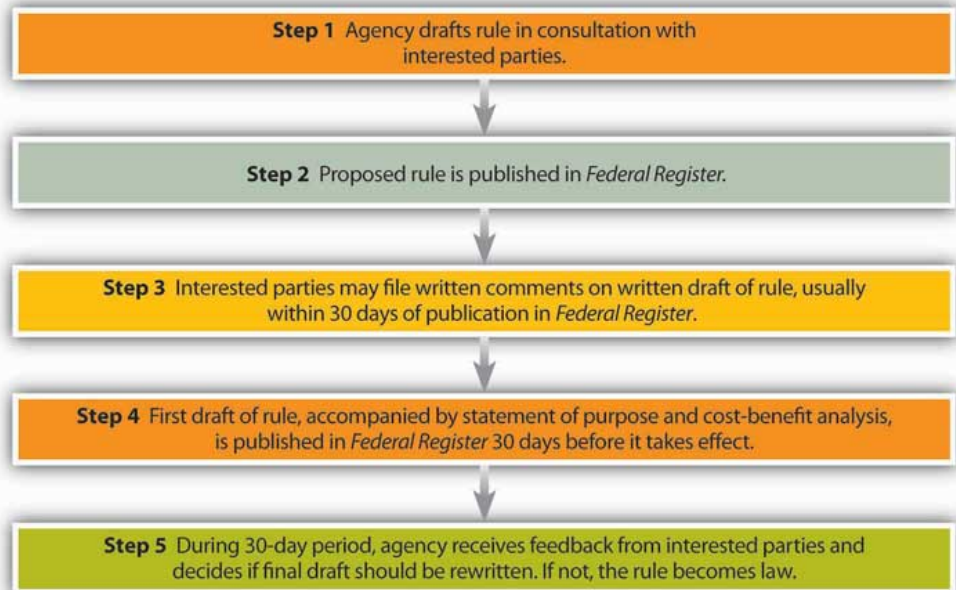 Step 1 Agency drafts rule in consultation with
interested parties.
Step 2 Proposed rule is published in Federal Register.
Step 3 Interested parties may file written comments on written draft of rule, usually
within 30 days of publication in Federal Register.
Step 4 First draft of rule, accompanied by statement of purpose and cost-benefit analysis,
is published in Federal Register 30 days before it takes effect.
Step 5 During 30-day period, agency receives feedback from interested parties and
decides if final draft should be rewritten. If not, the rule becomes law.